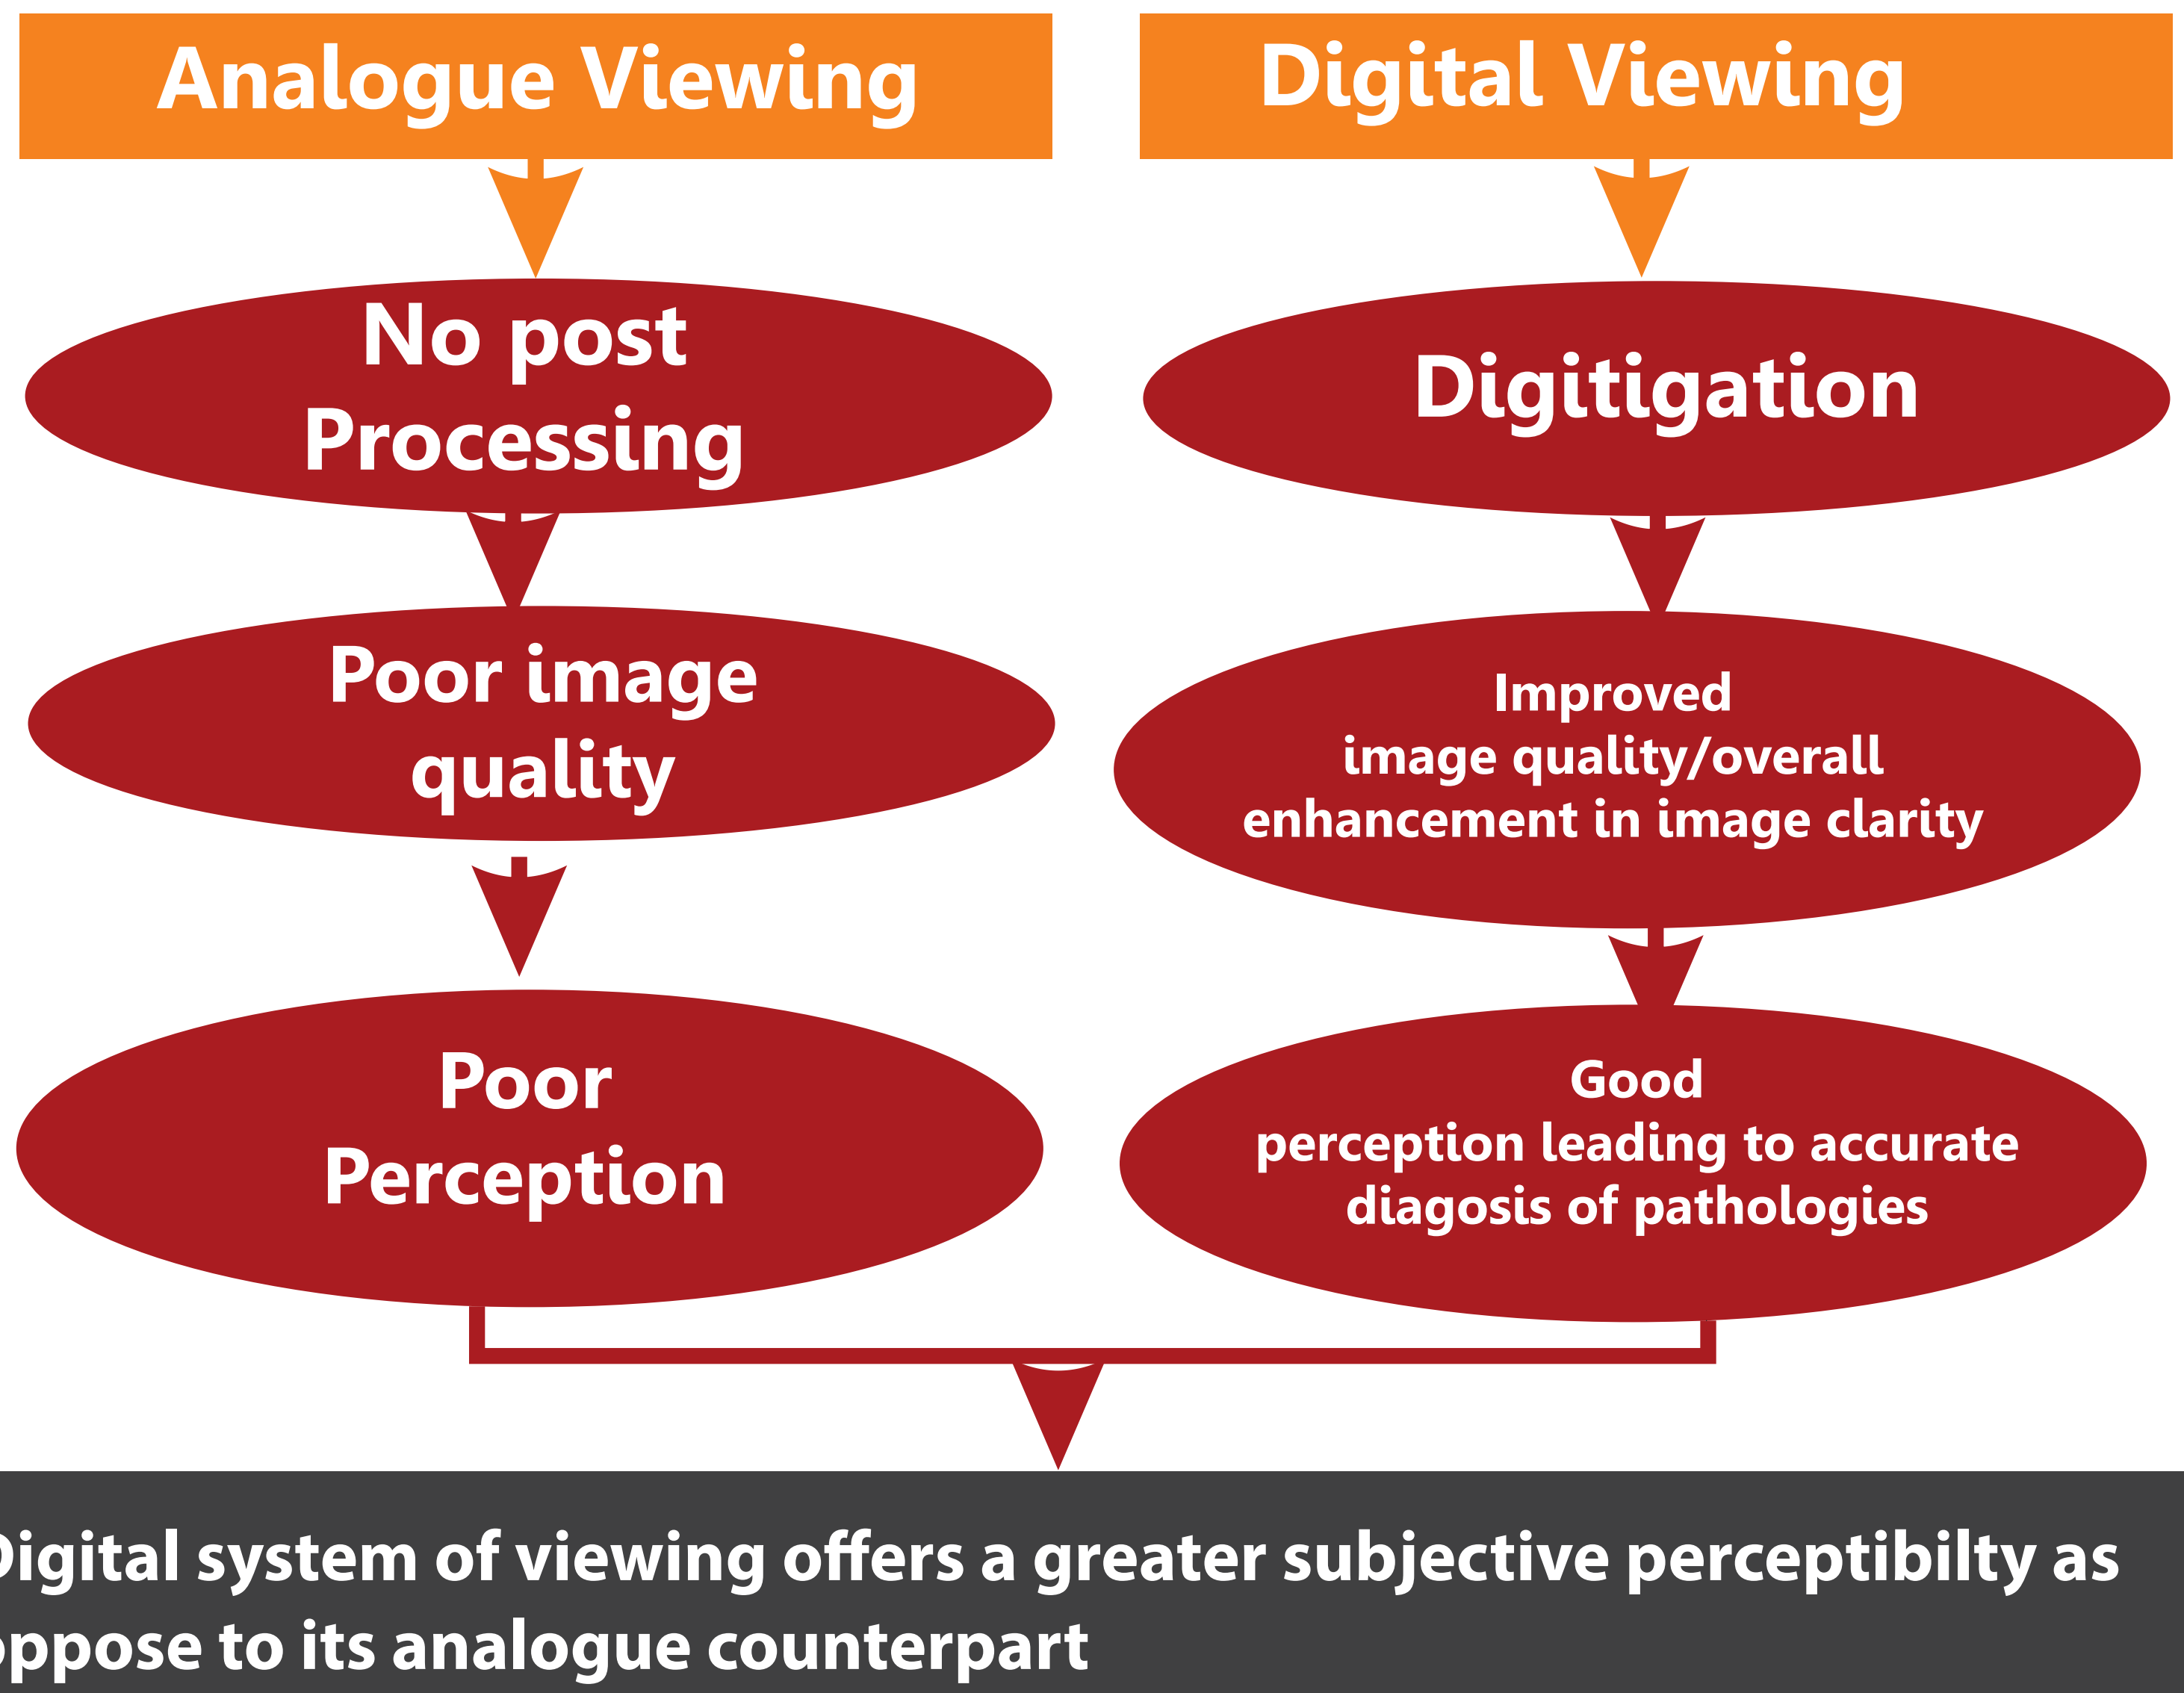 Analogue Viewing
No post
Processing
Poor image
quality
Poor
Perception
Digital Viewing
Digitigation
Improved
image quality/overall
enhancement in image clarity
Good
perception leading to accurate
diagosis of pathologies
Digital system of viewing offers a greater subjective perceptibilty as
oppose to its analogue counterpart